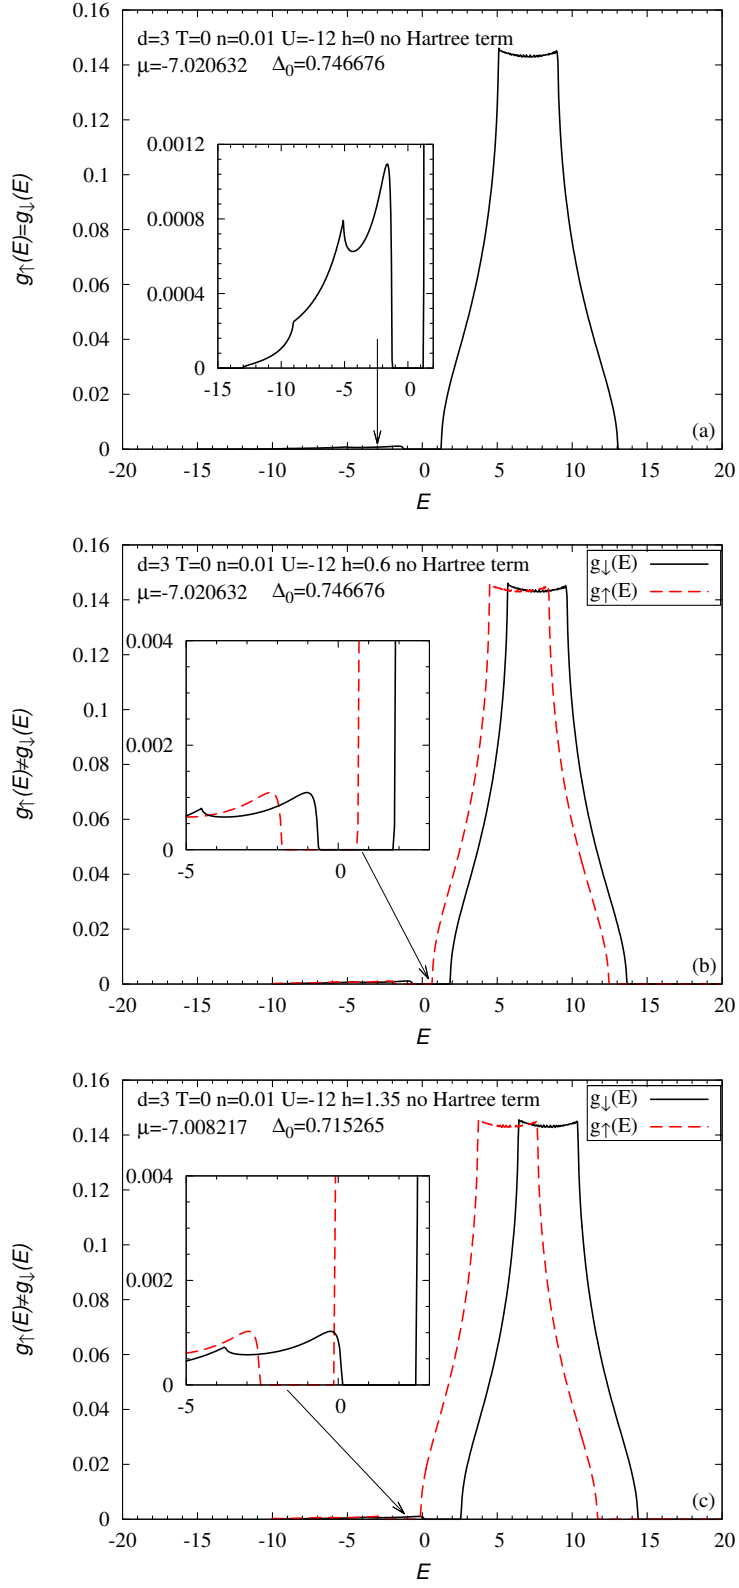 d=3 T=0 n=0.01 U=-12 h=0 no Hartree term
μ=-7.020632 Δ₀=0.746676
g↑(E)=g↓(E)
0.16
0.14
0.12
0.1
0.08
0.06
0.04
0.02
0
0.0012
0.0008
0.0004
0
-15 -10 -5 0
(a)
-20 -15 -10 -5 0 5 10 15 20
E
d=3 T=0 n=0.01 U=-12 h=0.6 no Hartree term
μ=-7.020632 Δ₀=0.746676
g↓(E)
g↑(E)
g↑(E)≠g↓(E)
0.16
0.14
0.12
0.1
0.08
0.06
0.04
0.02
0
0.004
0.002
0
-5 0
(b)
-20 -15 -10 -5 0 5 10 15 20
E
d=3 T=0 n=0.01 U=-12 h=1.35 no Hartree term
μ=-7.008217 Δ₀=0.715265
g↓(E)
g↑(E)
g↑(E)≠g↓(E)
0.16
0.14
0.12
0.1
0.08
0.06
0.04
0.02
0
0.004
0.002
0
-5 0
(c)
-20 -15 -10 -5 0 5 10 15 20
E